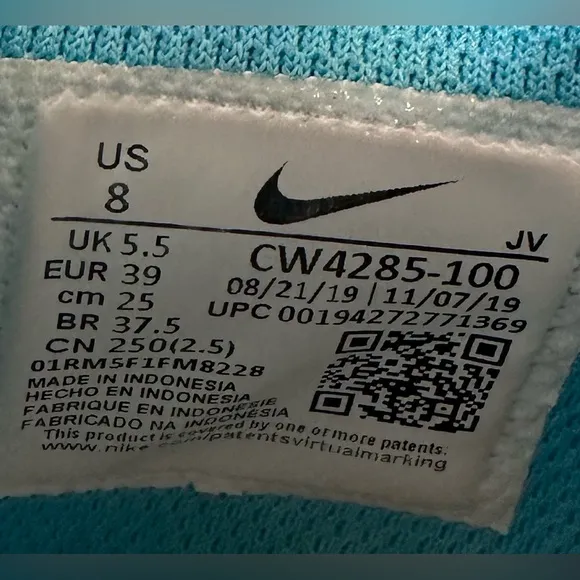 US
8
JV
UK 5.5
EUR 39
cm 25
BR 37.5
CN 250(2.5)
CW4285-100
08/21/19 | 11/07/19
UPC 00194272771369
01RM5F1FM8228
MADE IN INDONESIA
HECHO EN INDONESIA
FABRIQUE EN INDONESIE
FABRICADO NA INDONÉSIA
This product is covered by one or more patents.
www.nike.com/patentsvirtualmarking